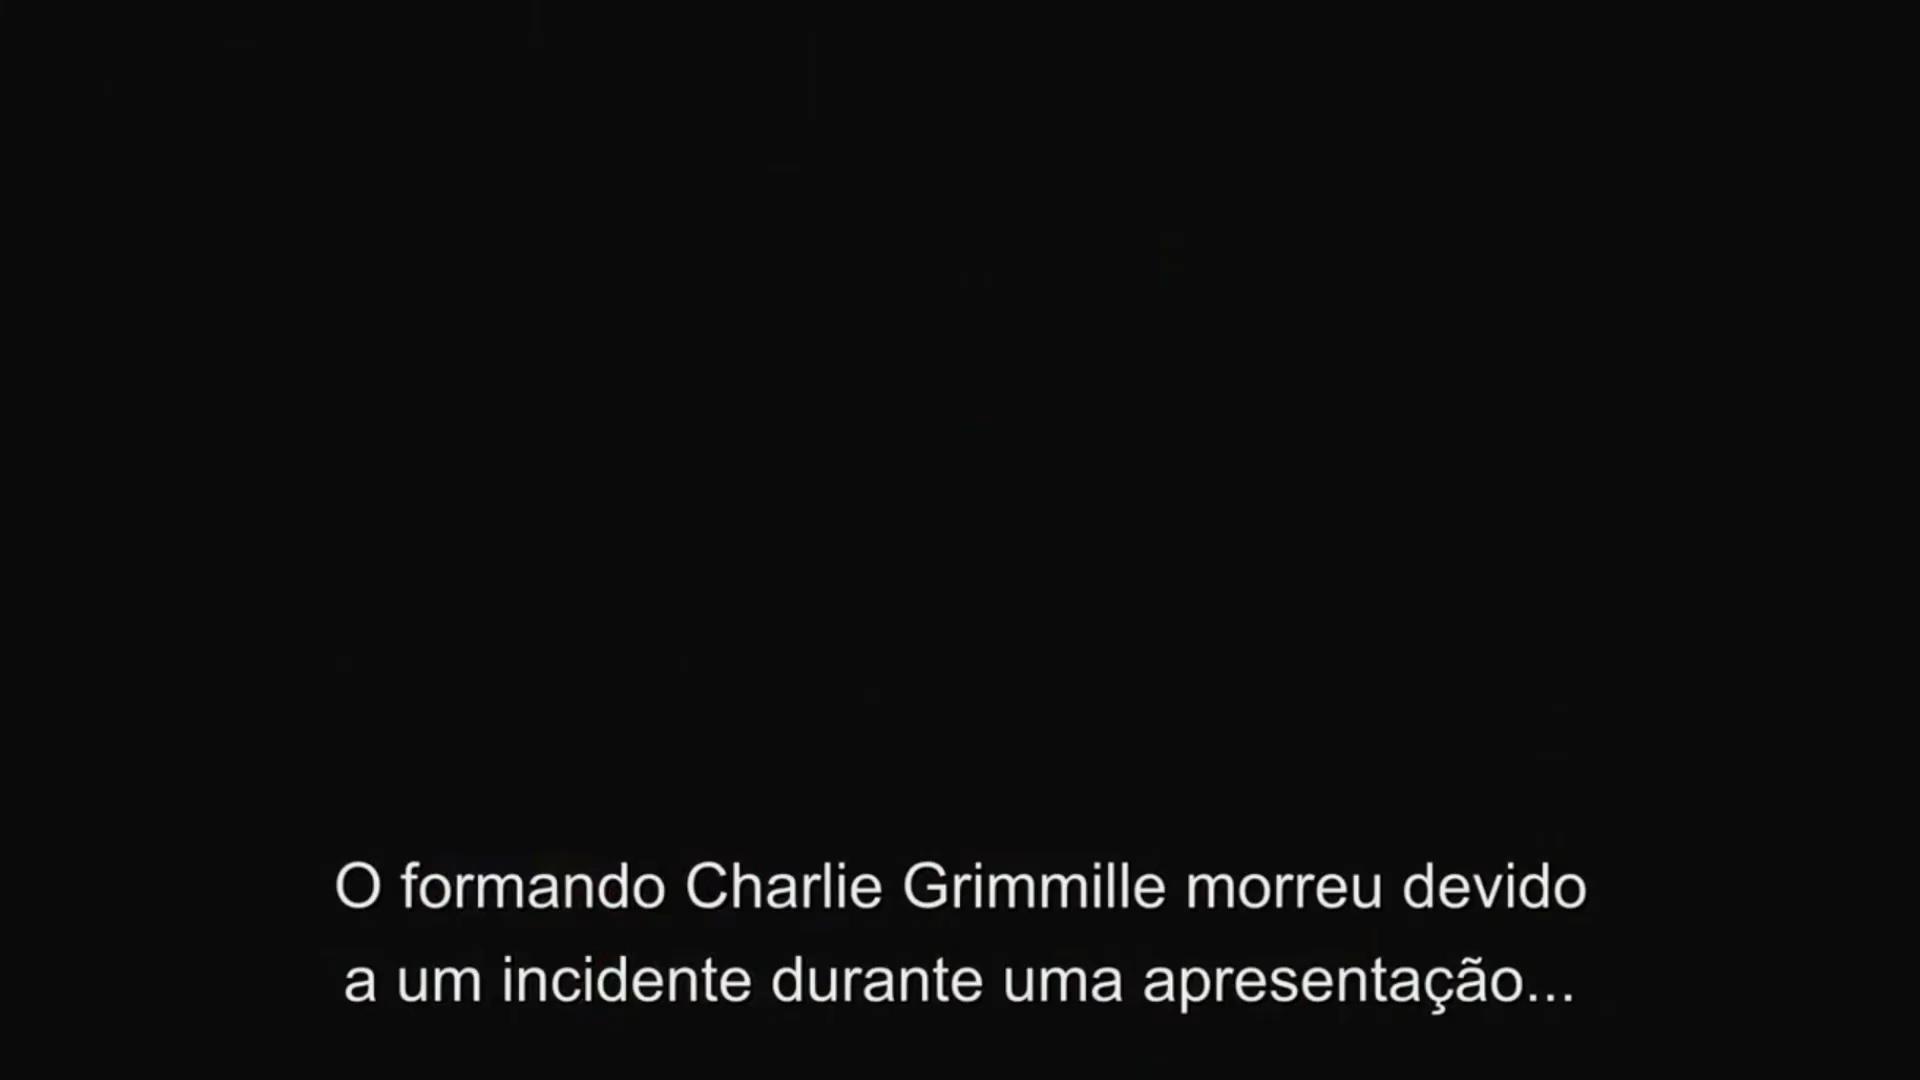 O formando Charlie Grimmille morreu devido
a um incidente durante uma apresentação...